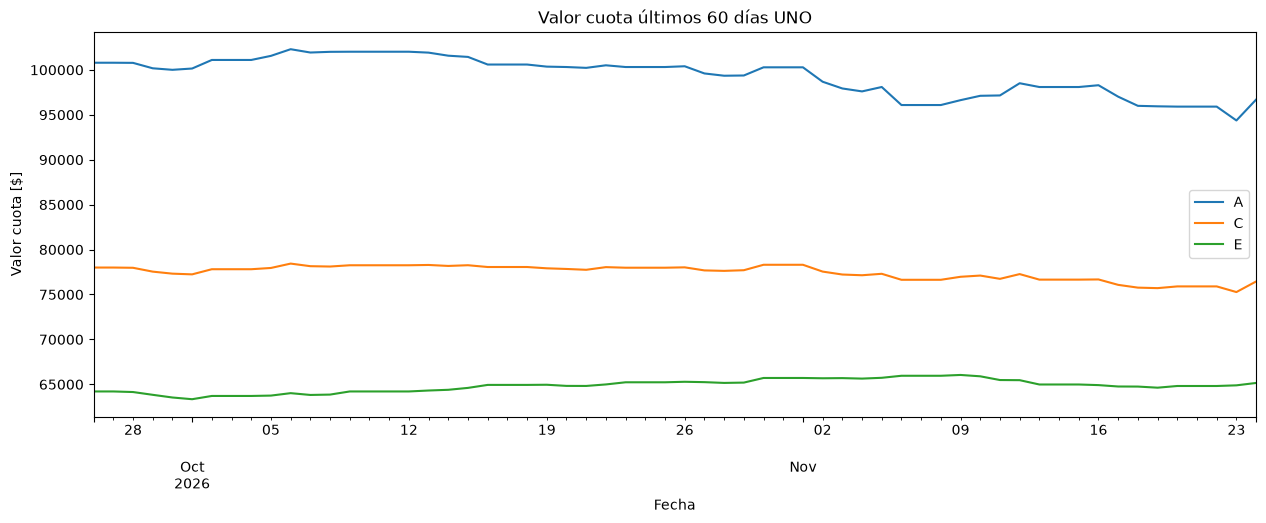 Valor cuota últimos 60 días UNO
Valor cuota [$]
100000
95000
90000
85000
80000
75000
70000
65000
A
C
E
28 05 12 19 26 02 09 16 23
Oct Nov
2026
Fecha